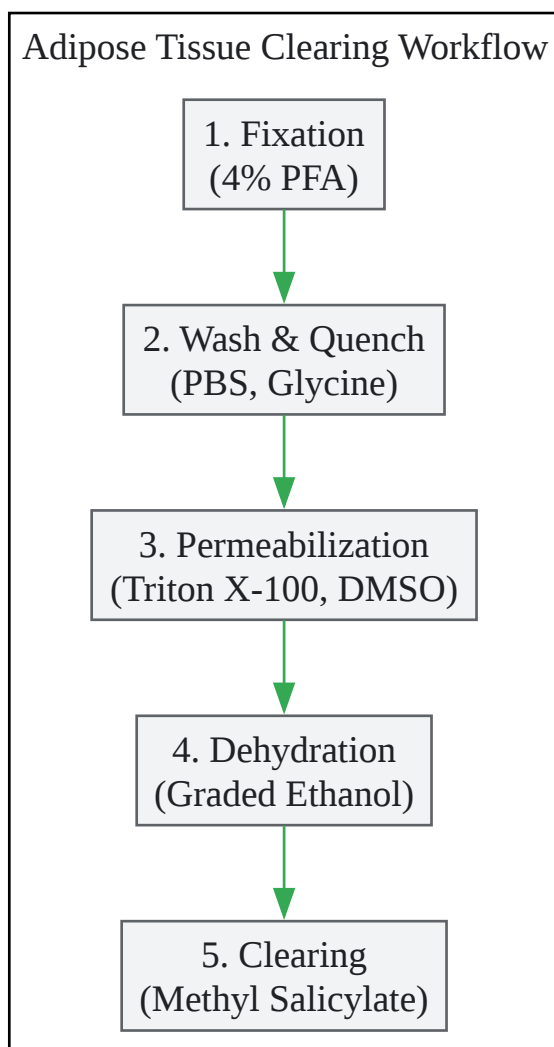 Adipose Tissue Clearing Workflow
1. Fixation
(4% PFA)
2. Wash & Quench
(PBS, Glycine)
3. Permeabilization
(Triton X-100, DMSO)
4. Dehydration
(Graded Ethanol)
5. Clearing
(Methyl Salicylate)